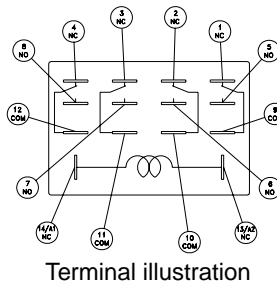 4 NC
3 NC
2 NC
1 NC
8 NO
5 NO
12 COM
9 CO
7 NO
6 NO
14/A1 NC
11 COM
10 COM
13/A2 NC
Terminal illustration